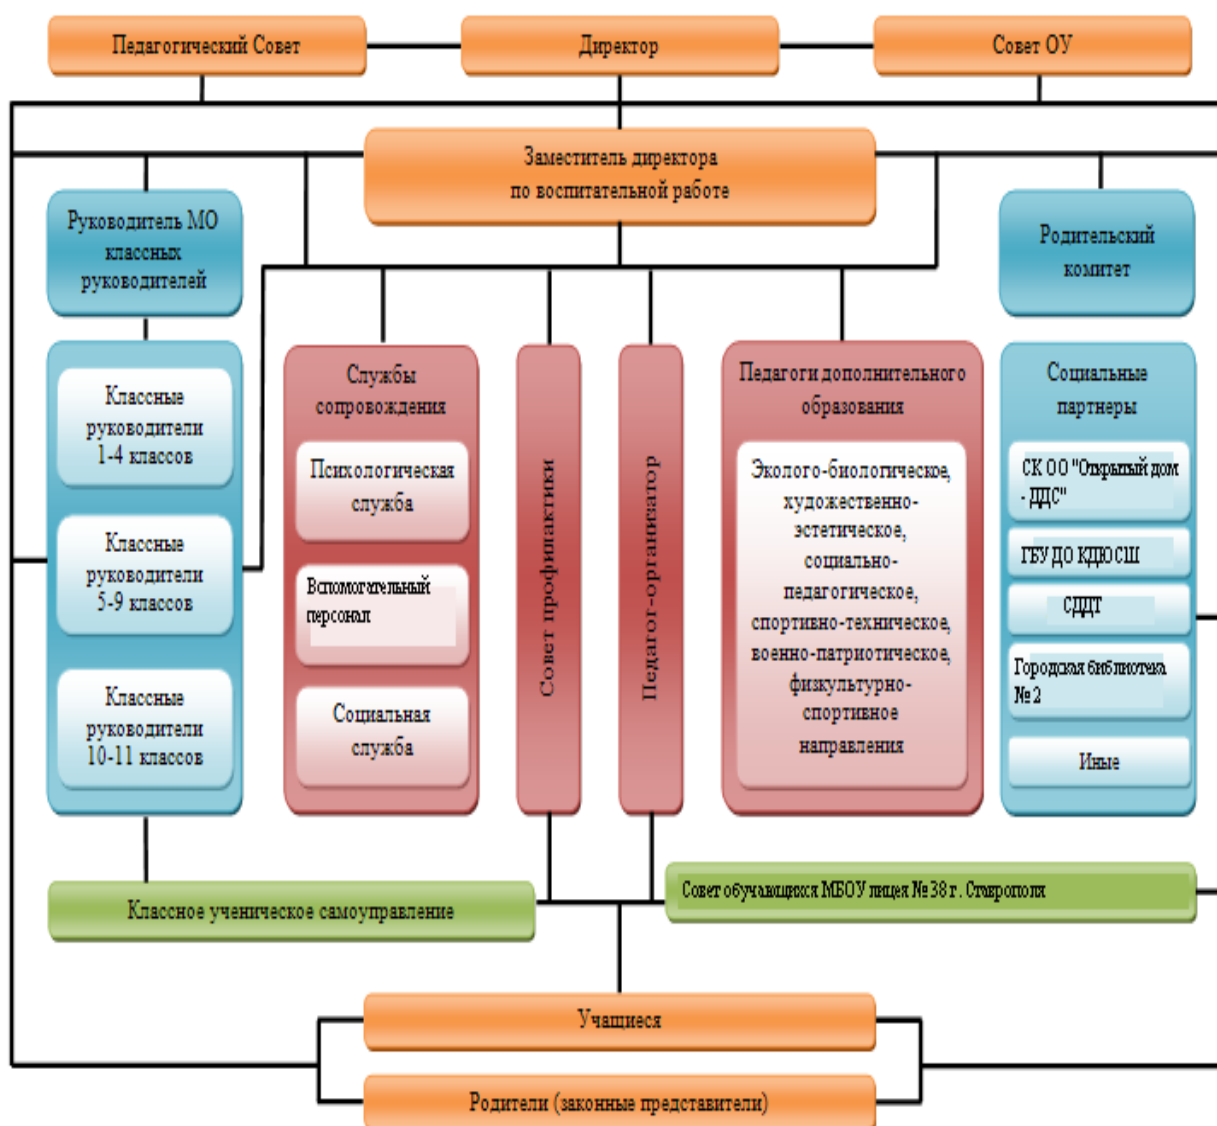 Педагогический Совет
Директор
Совет ОУ
Заместитель директора
по воспитательной работе
Руководитель МО
классных
руководителей
Родительский
комитет
Классные
руководители
1-4 классов
Классные
руководители
5-9 классов
Классные
руководители
10-11 классов
Службы
сопровождения
Психологическая
служба
Вспомогательный
персонал
Социальная
служба
Совет профилактики
Педагог-организатор
Педагоги дополнительного
образования
Эколого-биологическое,
художественно-
эстетическое,
социально-
педагогическое,
спортивно-техническое,
военно-патриотическое,
физкультурно-
спортивное
направления
Социальные
партнеры
СК ОО "Открытый дом
- ДДС"
ГБУ ДО КДЮСШ
СДДТ
Городская библиотека
№ 2
Иные
Классное ученическое самоуправление
Совет обучающихся МБОУ лицея № 38 г. Ставрополя
Учащиеся
Родители (законные представители)